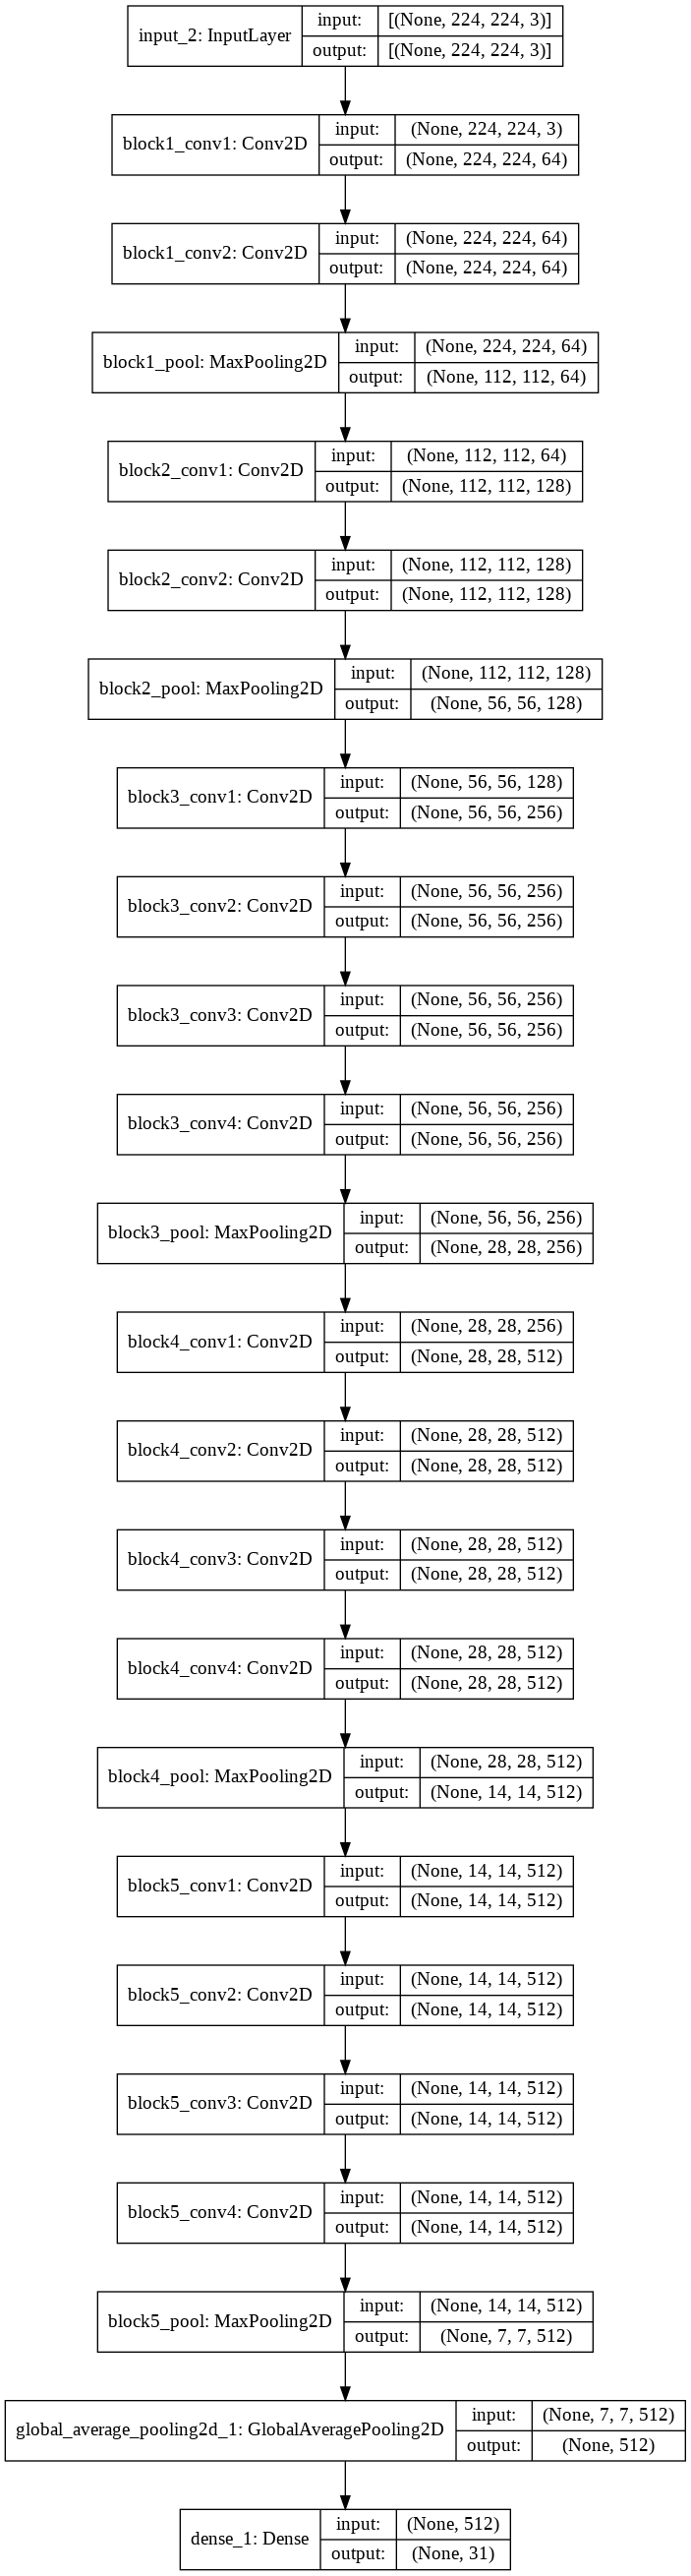 input_2: InputLayer
input: [(None, 224, 224, 3)]
output: [(None, 224, 224, 3)]
block1_conv1: Conv2D
input: (None, 224, 224, 3)
output: (None, 224, 224, 64)
block1_conv2: Conv2D
input: (None, 224, 224, 64)
output: (None, 224, 224, 64)
block1_pool: MaxPooling2D
input: (None, 224, 224, 64)
output: (None, 112, 112, 64)
block2_conv1: Conv2D
input: (None, 112, 112, 64)
output: (None, 112, 112, 128)
block2_conv2: Conv2D
input: (None, 112, 112, 128)
output: (None, 112, 112, 128)
block2_pool: MaxPooling2D
input: (None, 112, 112, 128)
output: (None, 56, 56, 128)
block3_conv1: Conv2D
input: (None, 56, 56, 128)
output: (None, 56, 56, 256)
block3_conv2: Conv2D
input: (None, 56, 56, 256)
output: (None, 56, 56, 256)
block3_conv3: Conv2D
input: (None, 56, 56, 256)
output: (None, 56, 56, 256)
block3_conv4: Conv2D
input: (None, 56, 56, 256)
output: (None, 56, 56, 256)
block3_pool: MaxPooling2D
input: (None, 56, 56, 256)
output: (None, 28, 28, 256)
block4_conv1: Conv2D
input: (None, 28, 28, 256)
output: (None, 28, 28, 512)
block4_conv2: Conv2D
input: (None, 28, 28, 512)
output: (None, 28, 28, 512)
block4_conv3: Conv2D
input: (None, 28, 28, 512)
output: (None, 28, 28, 512)
block4_conv4: Conv2D
input: (None, 28, 28, 512)
output: (None, 28, 28, 512)
block4_pool: MaxPooling2D
input: (None, 28, 28, 512)
output: (None, 14, 14, 512)
block5_conv1: Conv2D
input: (None, 14, 14, 512)
output: (None, 14, 14, 512)
block5_conv2: Conv2D
input: (None, 14, 14, 512)
output: (None, 14, 14, 512)
block5_conv3: Conv2D
input: (None, 14, 14, 512)
output: (None, 14, 14, 512)
block5_conv4: Conv2D
input: (None, 14, 14, 512)
output: (None, 14, 14, 512)
block5_pool: MaxPooling2D
input: (None, 14, 14, 512)
output: (None, 7, 7, 512)
global_average_pooling2d_1: GlobalAveragePooling2D
input: (None, 7, 7, 512)
output: (None, 512)
dense_1: Dense
input: (None, 512)
output: (None, 31)